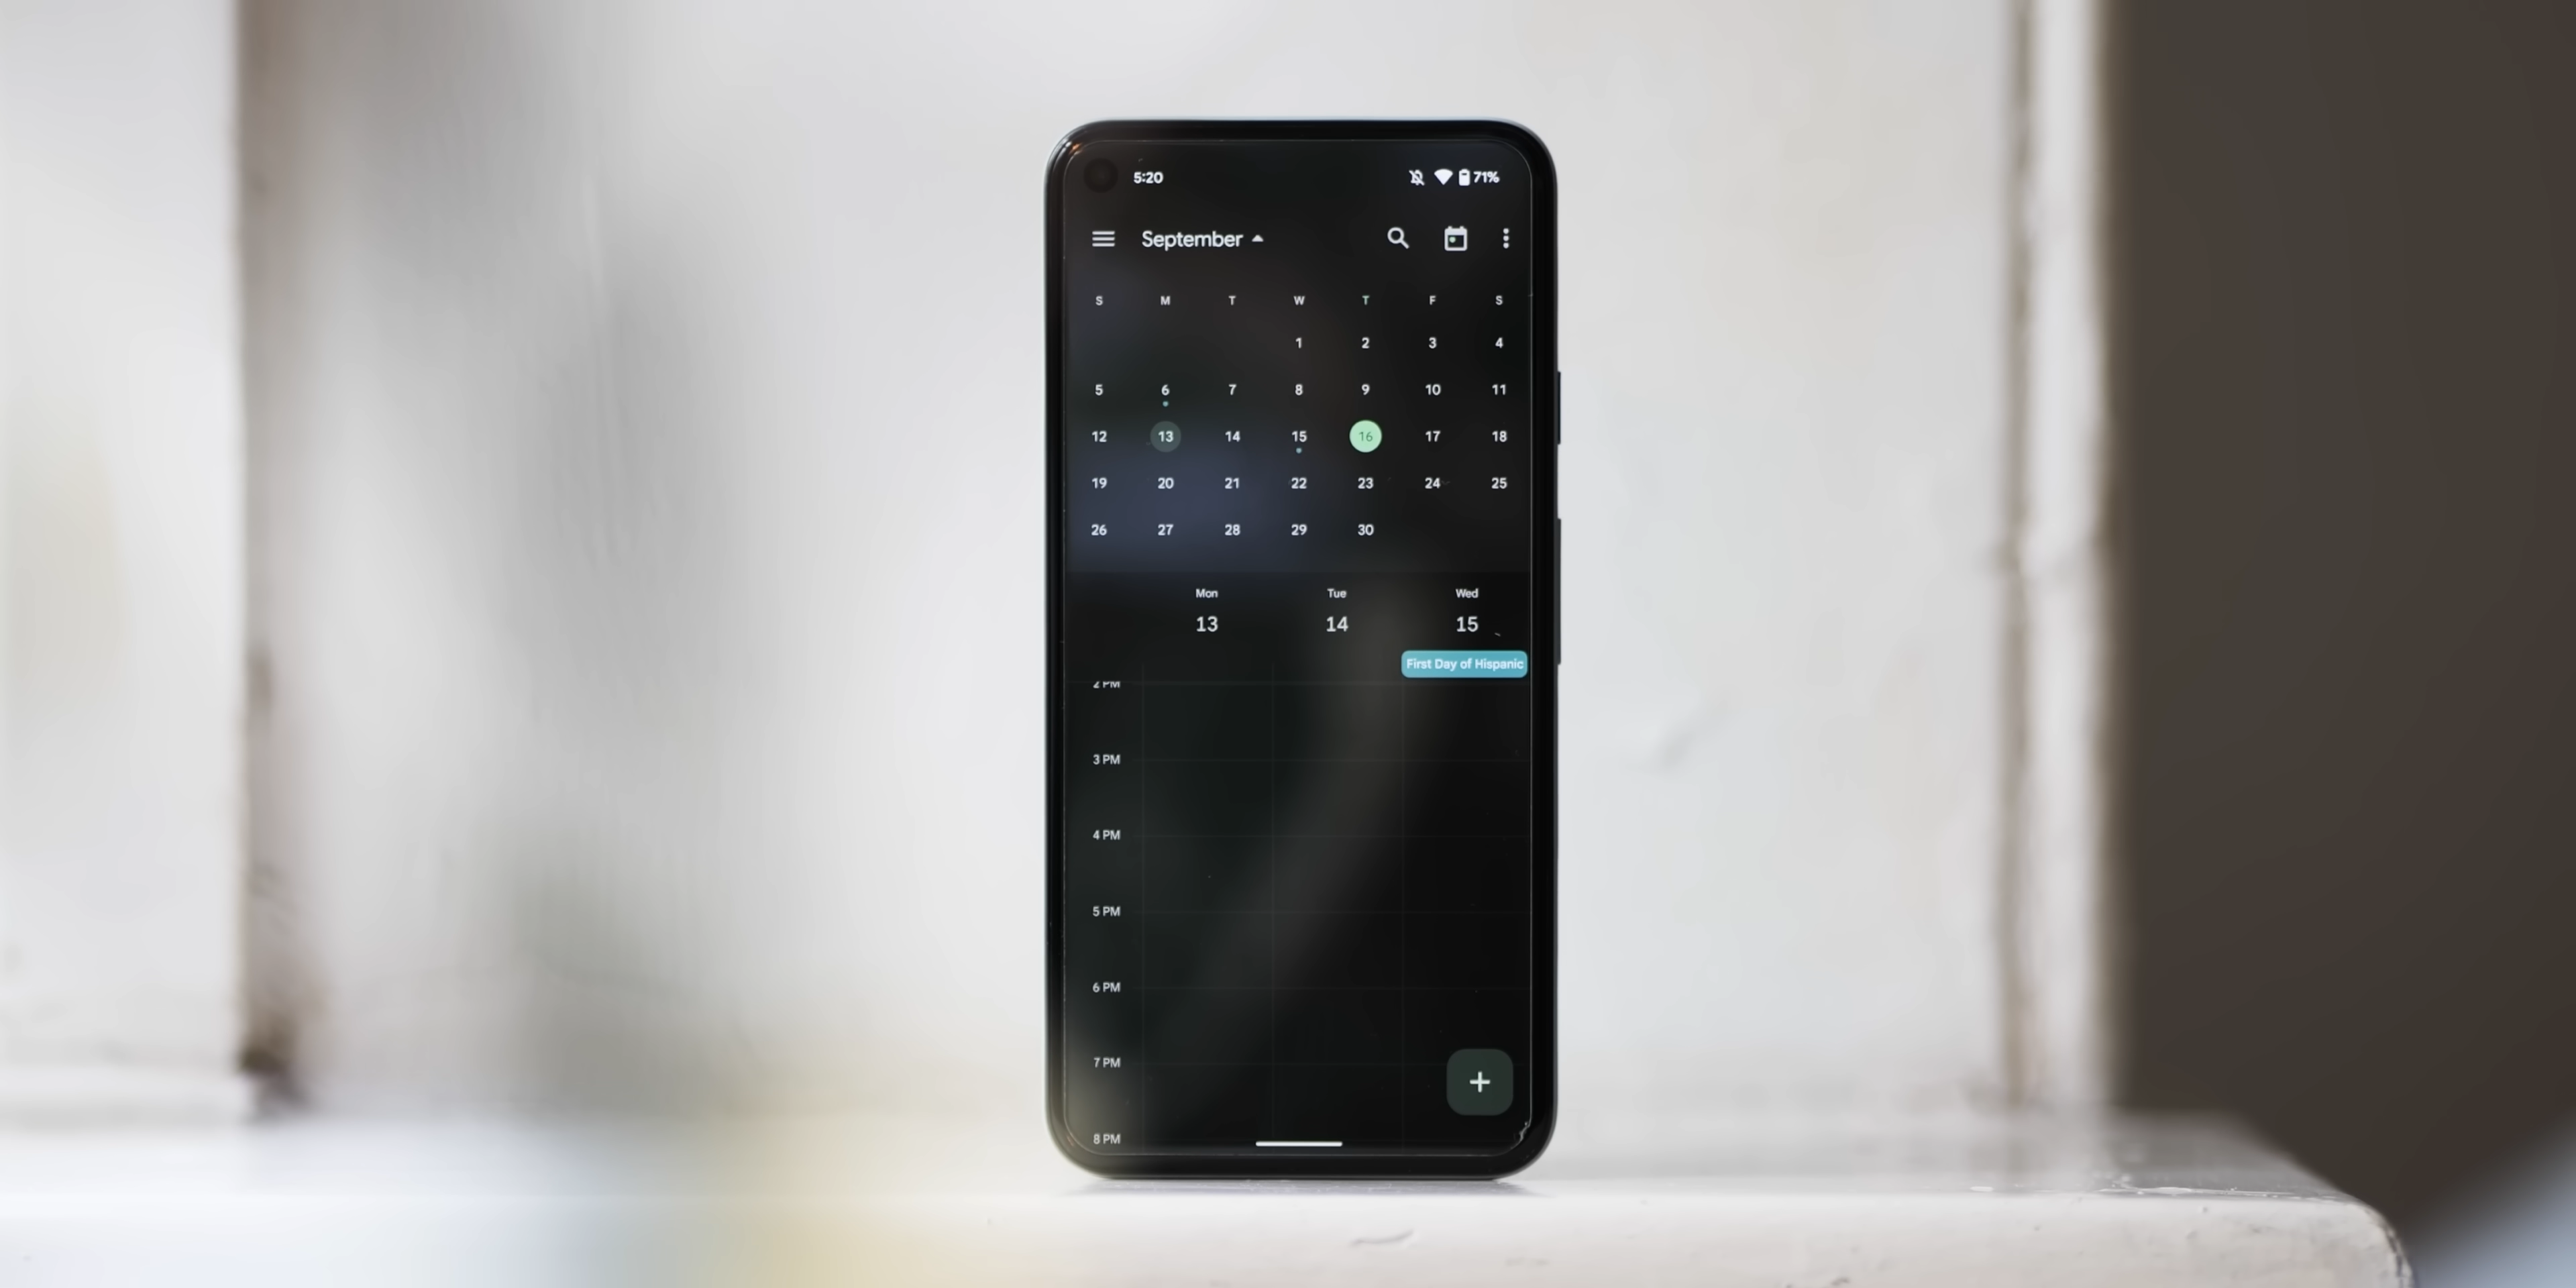 5:20 71%
September
S M T W T F S
1 2 3 4
5 6 7 8 9 10 11
12 13 14 15 16 17 18
19 20 21 22 23 24 25
26 27 28 29 30
Mon Tue Wed
13 14 15
First Day of Hispanic
2 PM
3 PM
4 PM
5 PM
6 PM
7 PM
8 PM